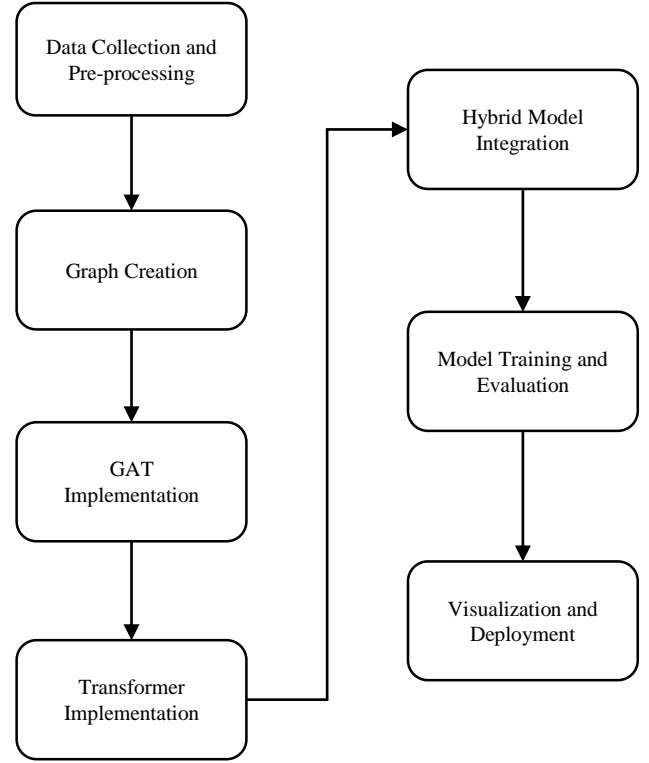 Data Collection and
Pre-processing
Graph Creation
GAT
Implementation
Transformer
Implementation
Hybrid Model
Integration
Model Training and
Evaluation
Visualization and
Deployment